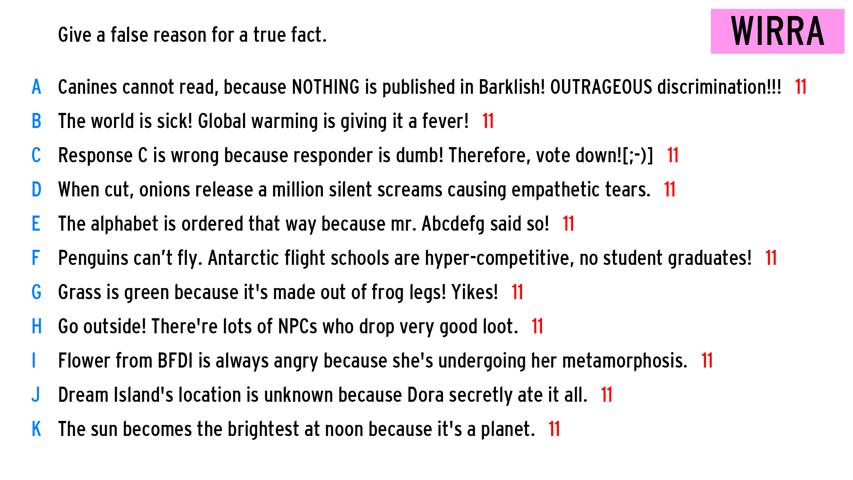 Give a false reason for a true fact.
WIRRA
A Canines cannot read, because NOTHING is published in Barklish! OUTRAGEOUS discrimination!!! 11
B The world is sick! Global warming is giving it a fever! 11
C Response C is wrong because responder is dumb! Therefore, vote down![;-)] 11
D When cut, onions release a million silent screams causing empathetic tears. 11
E The alphabet is ordered that way because mr. Abcdefg said so! 11
F Penguins can’t fly. Antarctic flight schools are hyper-competitive, no student graduates! 11
G Grass is green because it's made out of frog legs! Yikes! 11
H Go outside! There're lots of NPCs who drop very good loot. 11
I Flower from BFDI is always angry because she's undergoing her metamorphosis. 11
J Dream Island's location is unknown because Dora secretly ate it all. 11
K The sun becomes the brightest at noon because it's a planet. 11